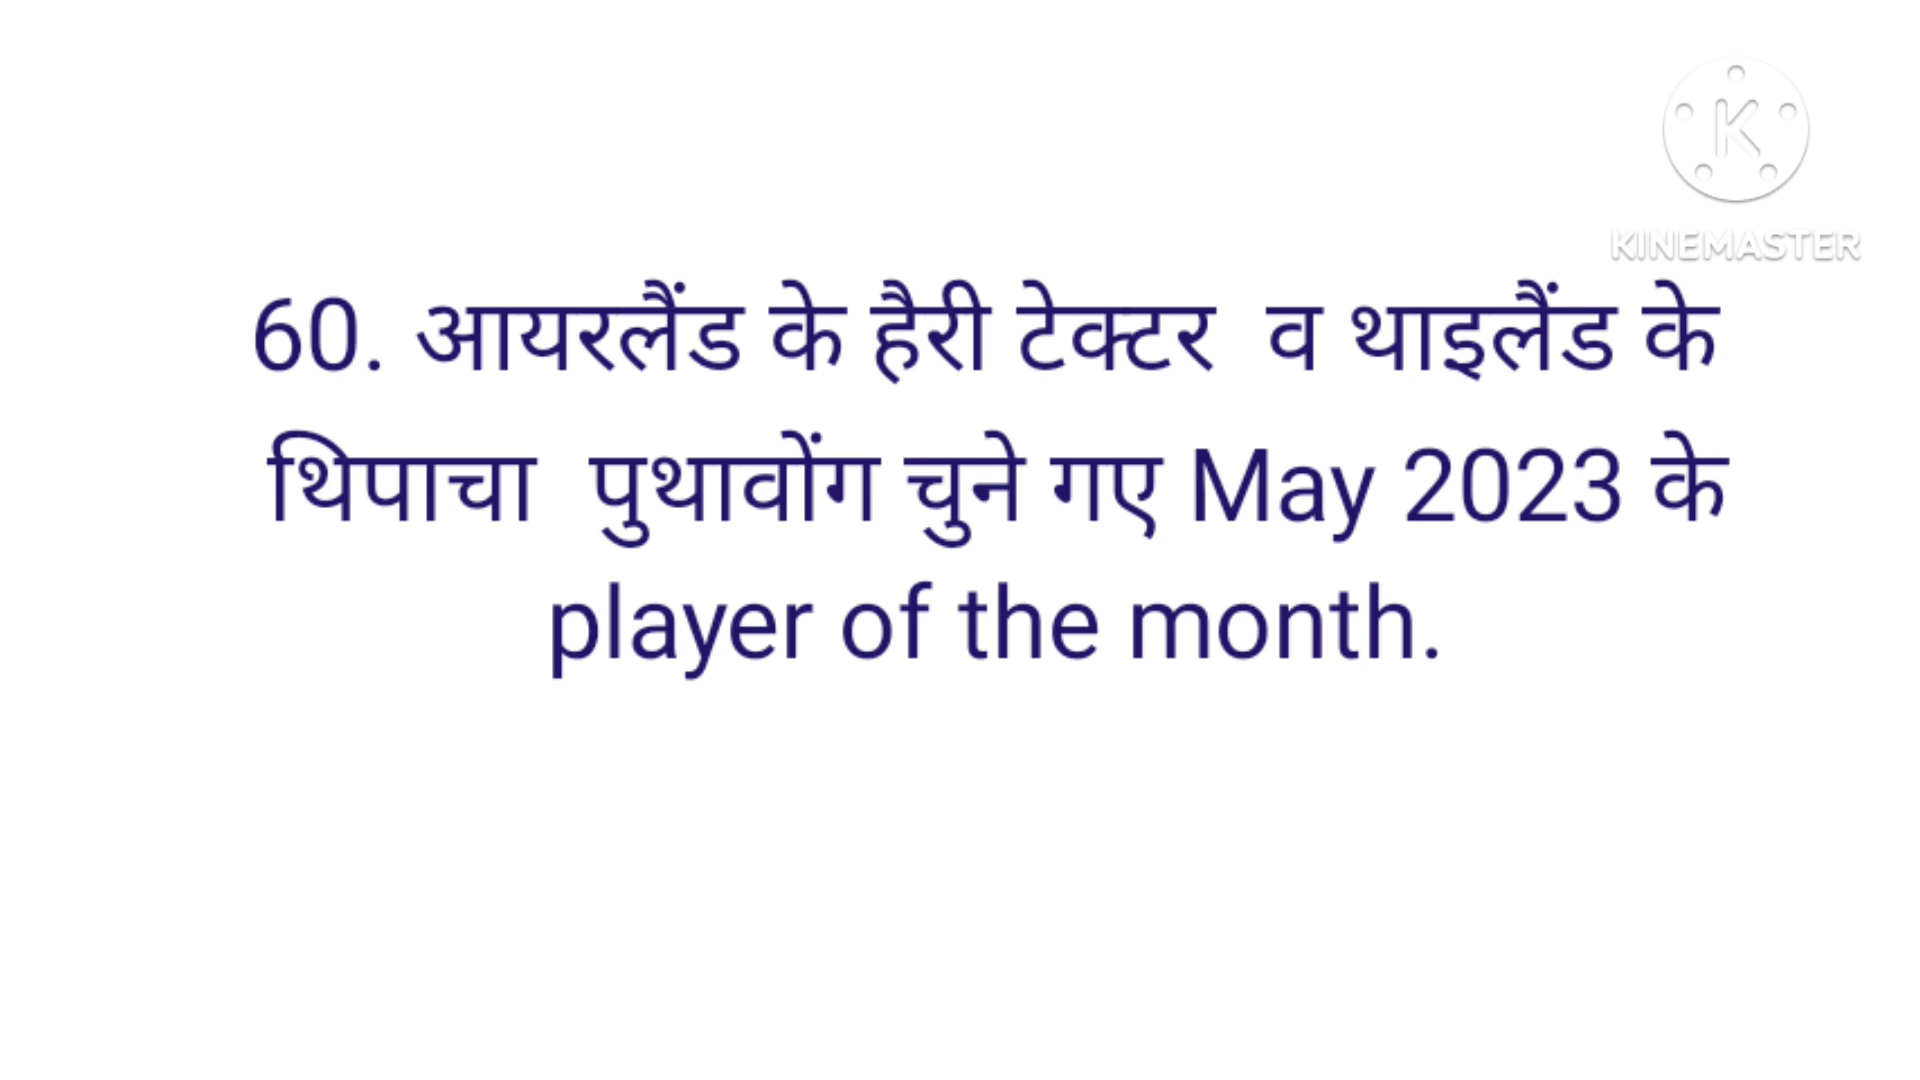 KINEMASTER
60. आयरलैंड के हैरी टेक्टर व थाइलैंड के
थिपाचा पुथावोंग चुने गए May 2023 के
player of the month.